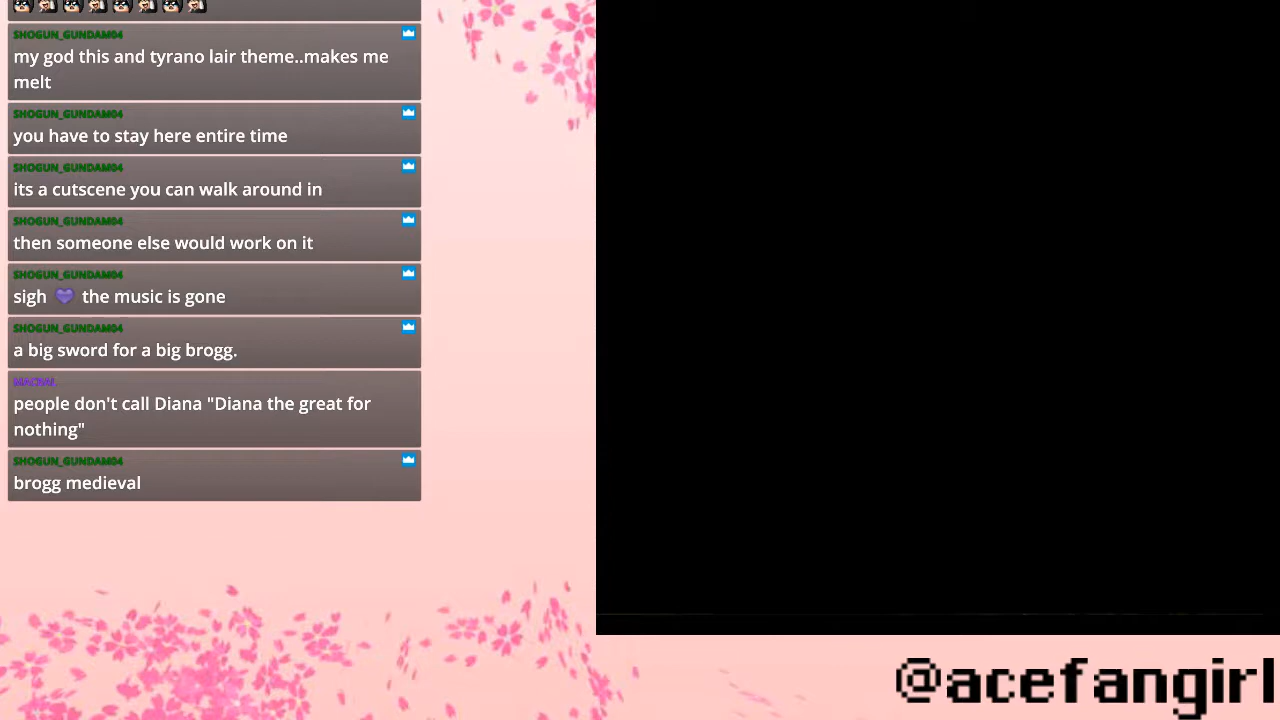 SHOGUN_GUNDAM04
my god this and tyrano lair theme..makes me
melt
SHOGUN_GUNDAM04
you have to stay here entire time
SHOGUN_GUNDAM04
its a cutscene you can walk around in
SHOGUN_GUNDAM04
then someone else would work on it
SHOGUN_GUNDAM04
sigh 💜 the music is gone
SHOGUN_GUNDAM04
a big sword for a big brogg.
people don't call Diana "Diana the great for
nothing"
SHOGUN_GUNDAM04
brogg medieval
@acefangirl